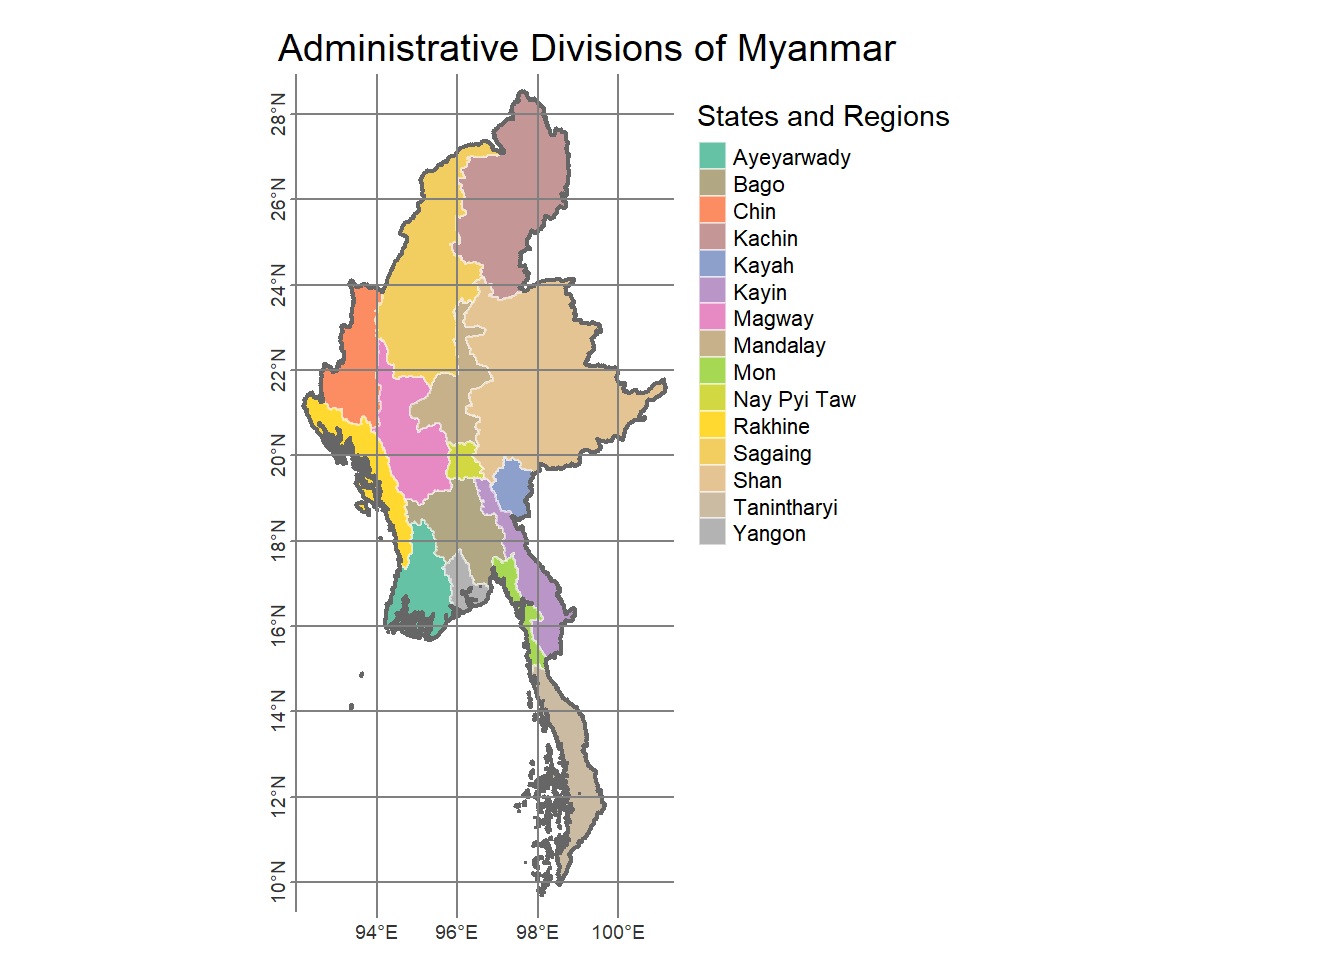 Administrative Divisions of Myanmar
States and Regions
Ayeyarwady
Bago
Chin
Kachin
Kayah
Kayin
Magway
Mandalay
Mon
Nay Pyi Taw
Rakhine
Sagaing
Shan
Tanintharyi
Yangon
28°N
26°N
24°N
22°N
20°N
18°N
16°N
14°N
12°N
10°N
94°E 96°E 98°E 100°E